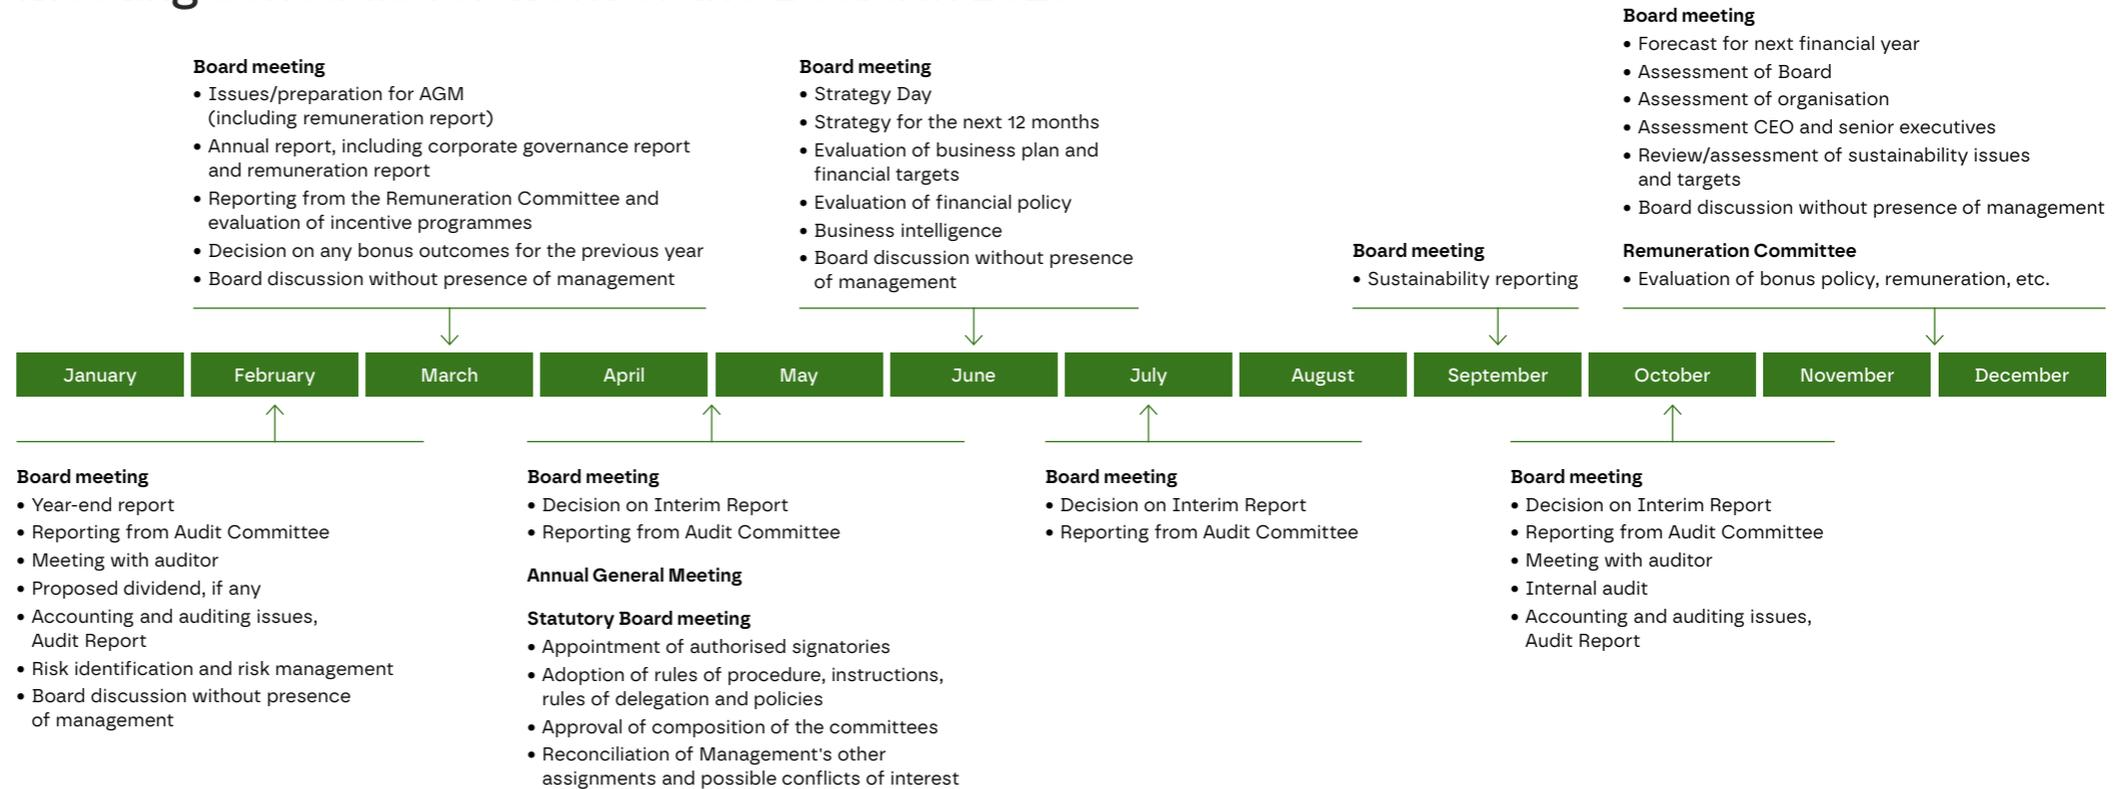 Board meeting
• Issues/preparation for AGM
(including remuneration report)
• Annual report, including corporate governance report
and remuneration report
• Reporting from the Remuneration Committee and
evaluation of incentive programmes
• Decision on any bonus outcomes for the previous year
• Board discussion without presence of management
Board meeting
• Strategy Day
• Strategy for the next 12 months
• Evaluation of business plan and
financial targets
• Evaluation of financial policy
• Business intelligence
• Board discussion without presence
of management
Board meeting
• Sustainability reporting
Board meeting
• Forecast for next financial year
• Assessment of Board
• Assessment of organisation
• Assessment CEO and senior executives
• Review/assessment of sustainability issues
and targets
• Board discussion without presence of management
Remuneration Committee
• Evaluation of bonus policy, remuneration, etc.
January
February
March
April
May
June
July
August
September
October
November
December
Board meeting
• Year-end report
• Reporting from Audit Committee
• Meeting with auditor
• Proposed dividend, if any
• Accounting and auditing issues,
Audit Report
• Risk identification and risk management
• Board discussion without presence
of management
Board meeting
• Decision on Interim Report
• Reporting from Audit Committee
Annual General Meeting
Statutory Board meeting
• Appointment of authorised signatories
• Adoption of rules of procedure, instructions,
rules of delegation and policies
• Approval of composition of the committees
• Reconciliation of Management's other
assignments and possible conflicts of interest
Board meeting
• Decision on Interim Report
• Reporting from Audit Committee
Board meeting
• Decision on Interim Report
• Reporting from Audit Committee
• Meeting with auditor
• Internal audit
• Accounting and auditing issues,
Audit Report